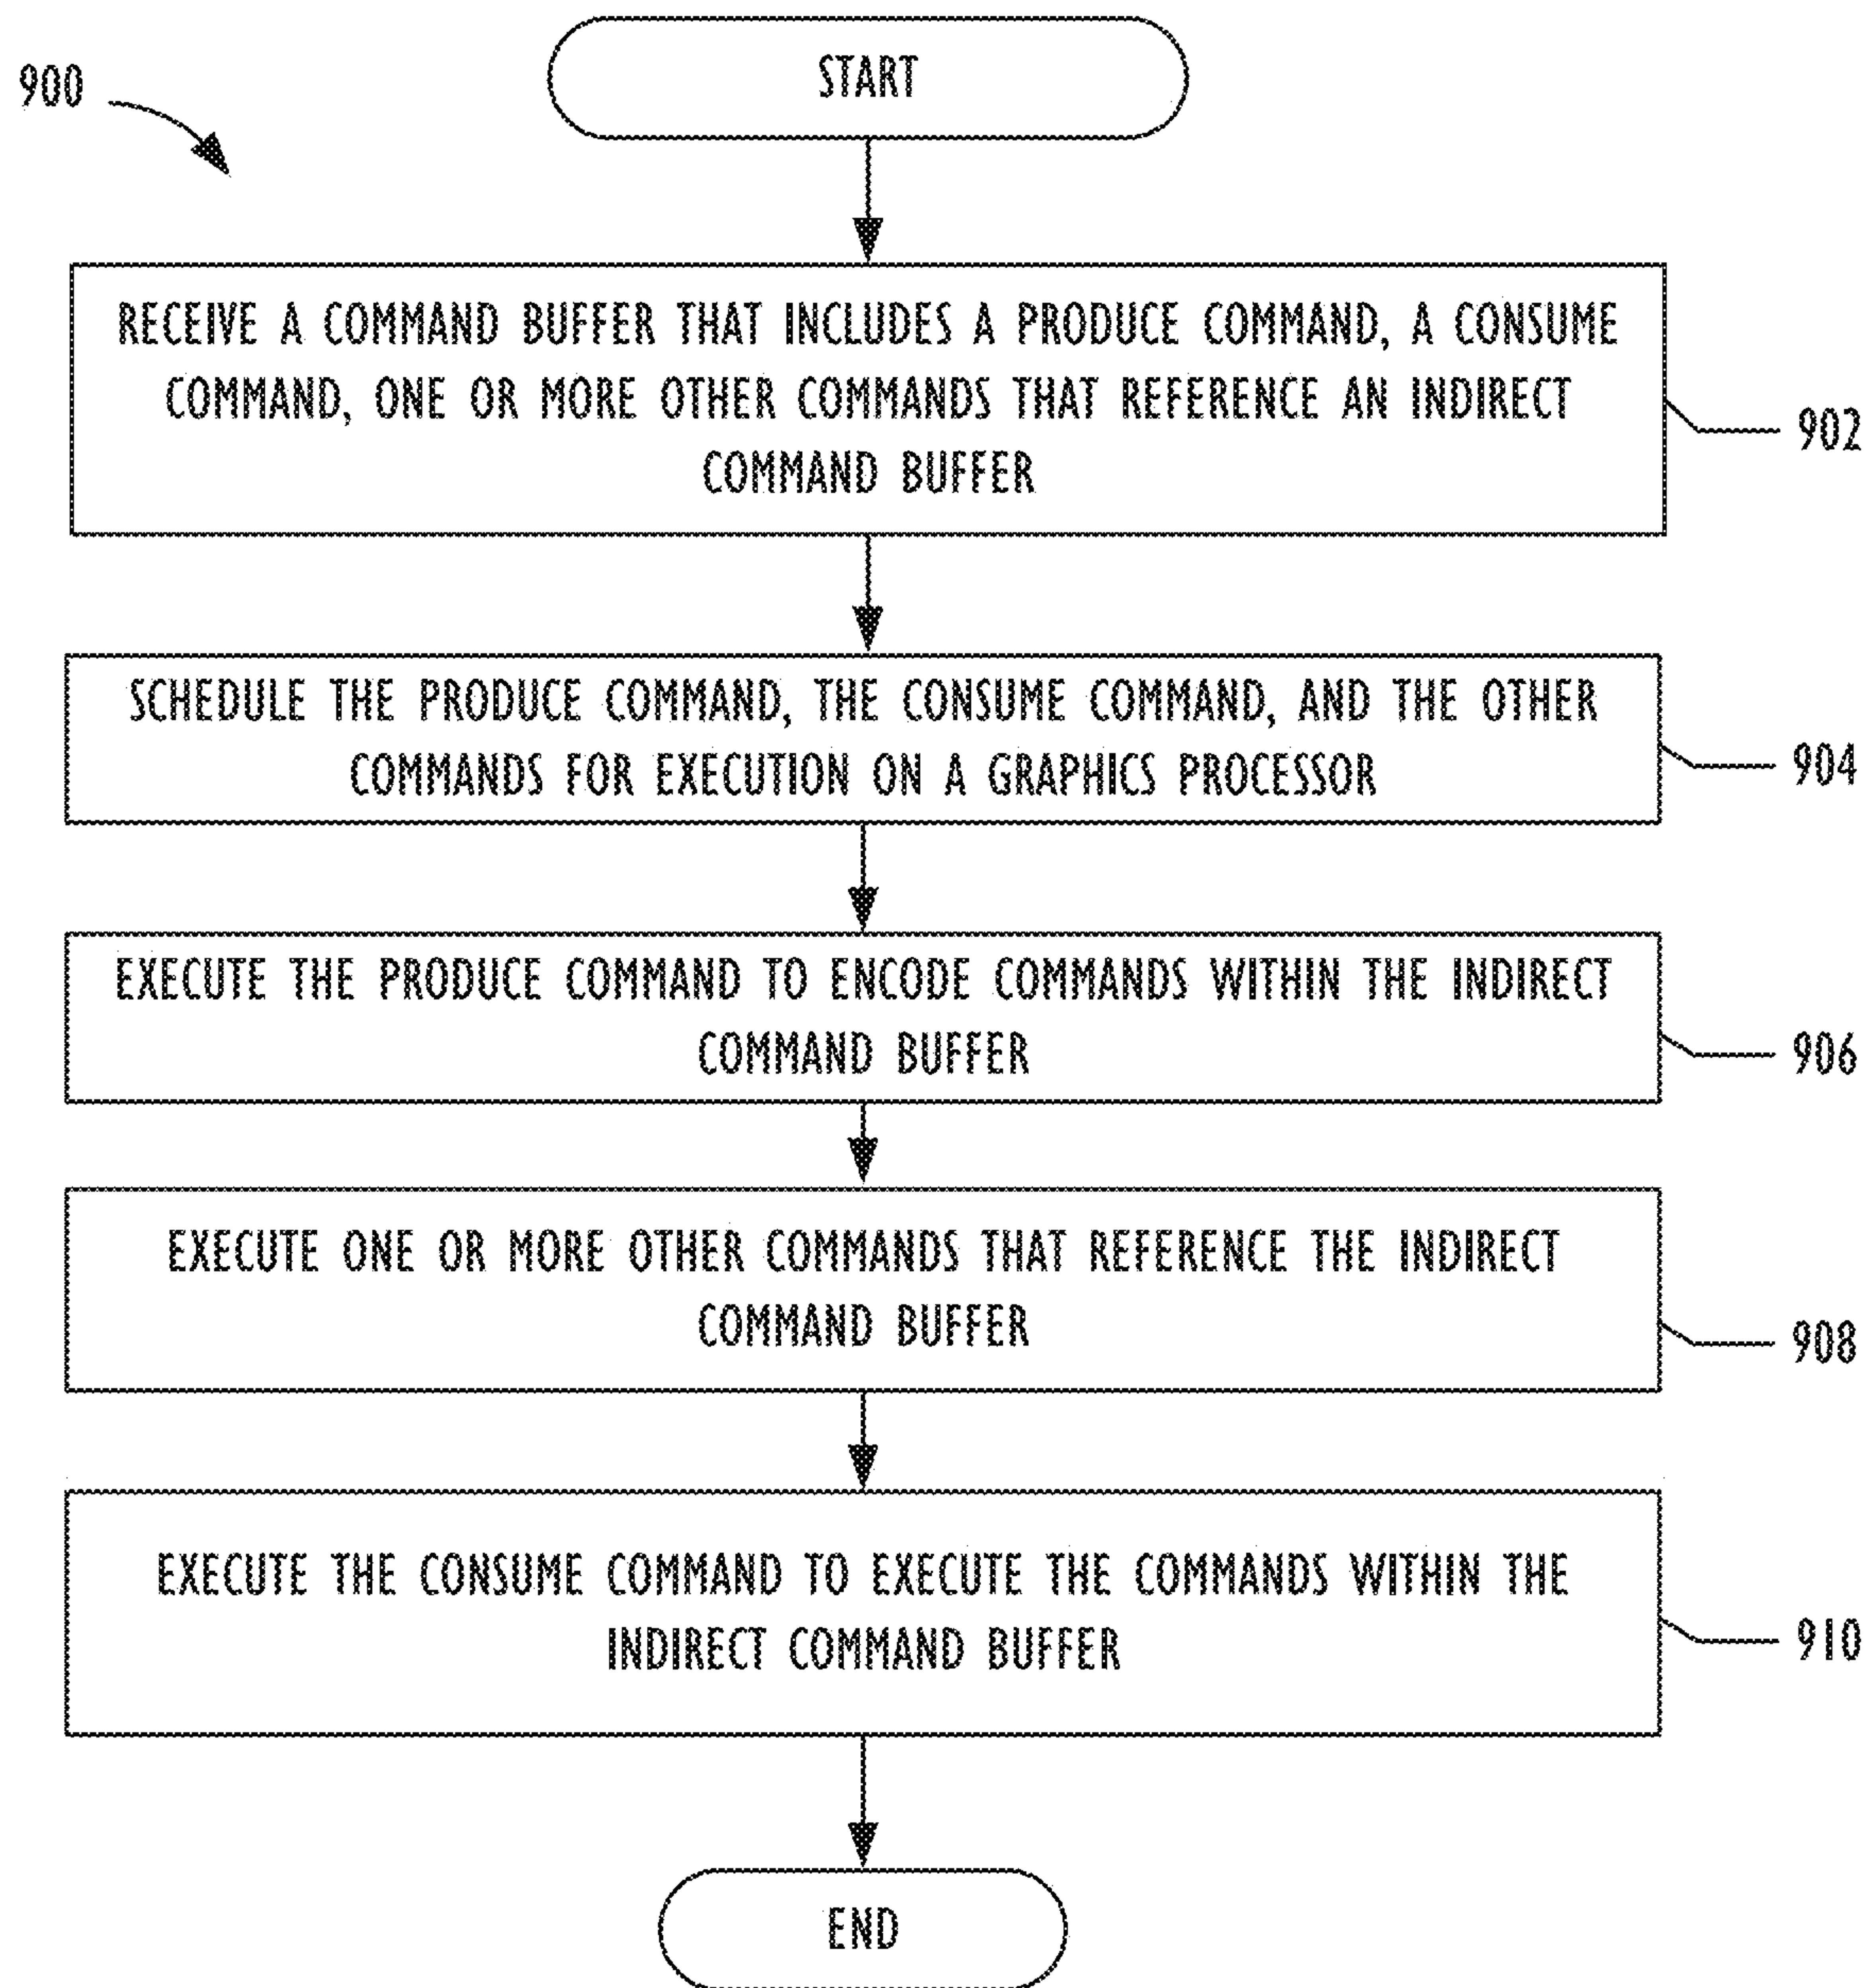 900
START
RECEIVE A COMMAND BUFFER THAT INCLUDES A PRODUCE COMMAND, A CONSUME
COMMAND, ONE OR MORE OTHER COMMANDS THAT REFERENCE AN INDIRECT
COMMAND BUFFER
902
SCHEDULE THE PRODUCE COMMAND, THE CONSUME COMMAND, AND THE OTHER
COMMANDS FOR EXECUTION ON A GRAPHICS PROCESSOR
904
EXECUTE THE PRODUCE COMMAND TO ENCODE COMMANDS WITHIN THE INDIRECT
COMMAND BUFFER
906
EXECUTE ONE OR MORE OTHER COMMANDS THAT REFERENCE THE INDIRECT
COMMAND BUFFER
908
EXECUTE THE CONSUME COMMAND TO EXECUTE THE COMMANDS WITHIN THE
INDIRECT COMMAND BUFFER
910
END